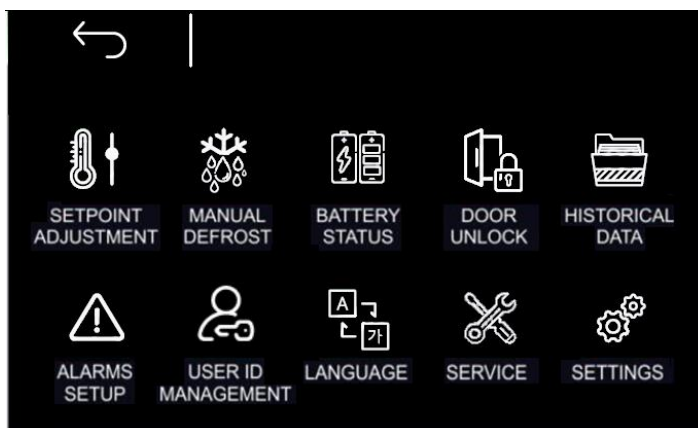 SETPOINT
ADJUSTMENT
MANUAL
DEFROST
BATTERY
STATUS
DOOR
UNLOCK
HISTORICAL
DATA
ALARMS
SETUP
USER ID
MANAGEMENT
A
가
LANGUAGE
SERVICE
SETTINGS